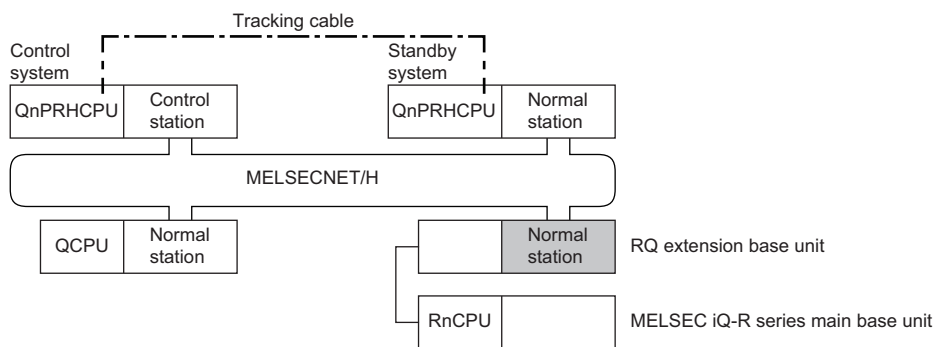 Tracking cable
Control
system
Standby
system
QnPRHCPU
Control
station
QnPRHCPU
Normal
station
MELSECNET/H
QCPU
Normal
station
Normal
station
RQ extension base unit
RnCPU
MELSEC iQ-R series main base unit